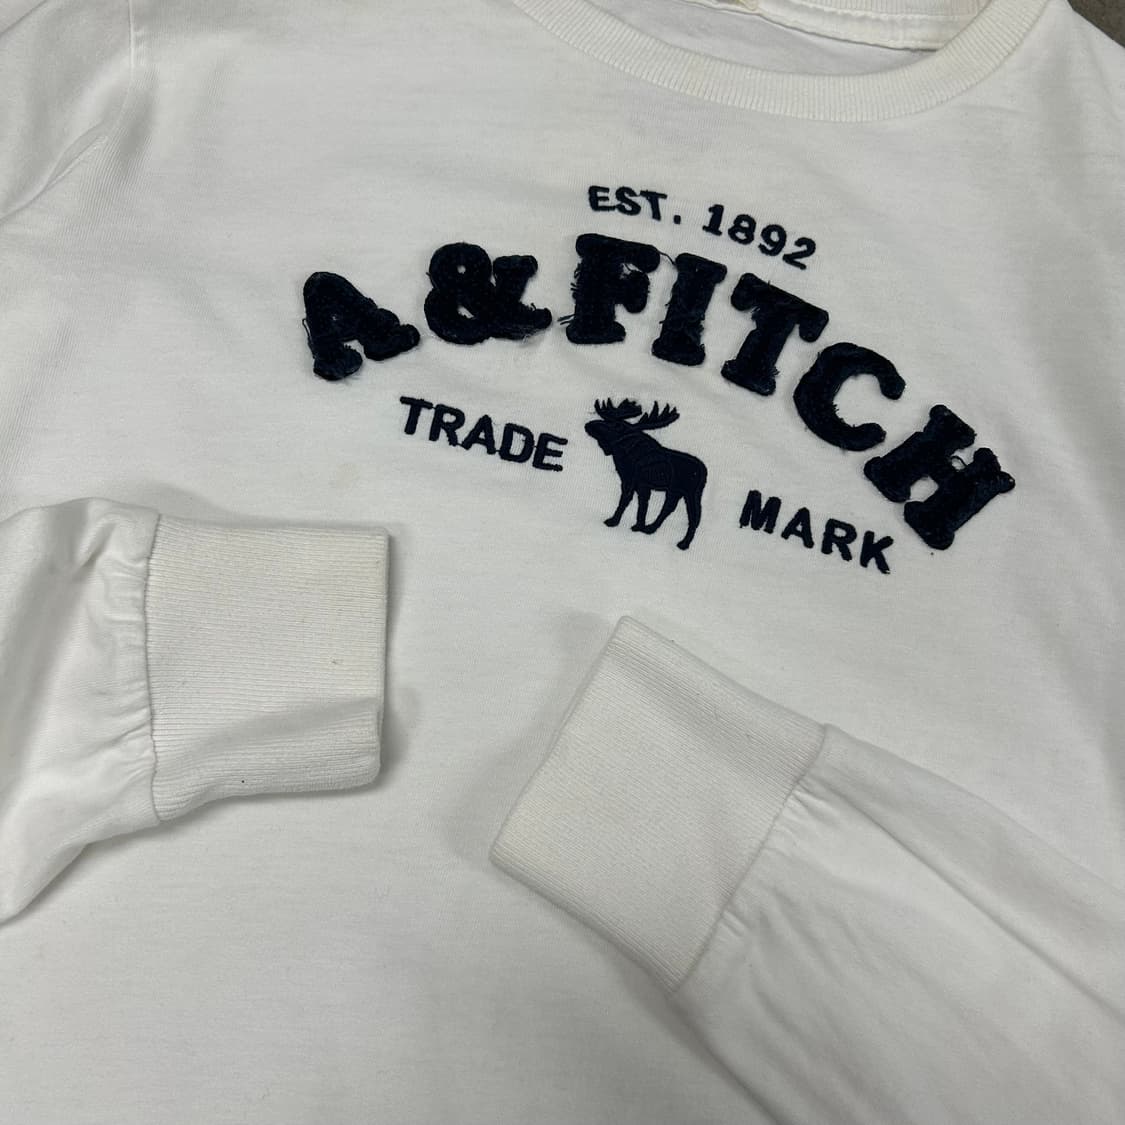 EST. 1892
A&FITCH
TRADE MARK